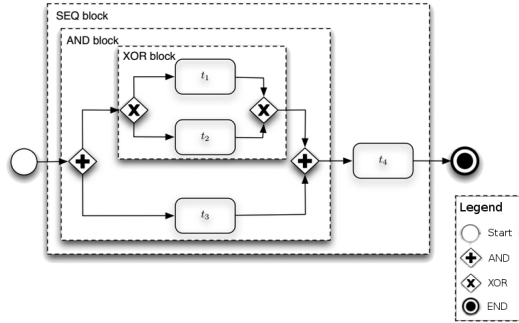 SEQ block
AND block
XOR block
t1
t2
t3
t4
Legend
Start
AND
XOR
END